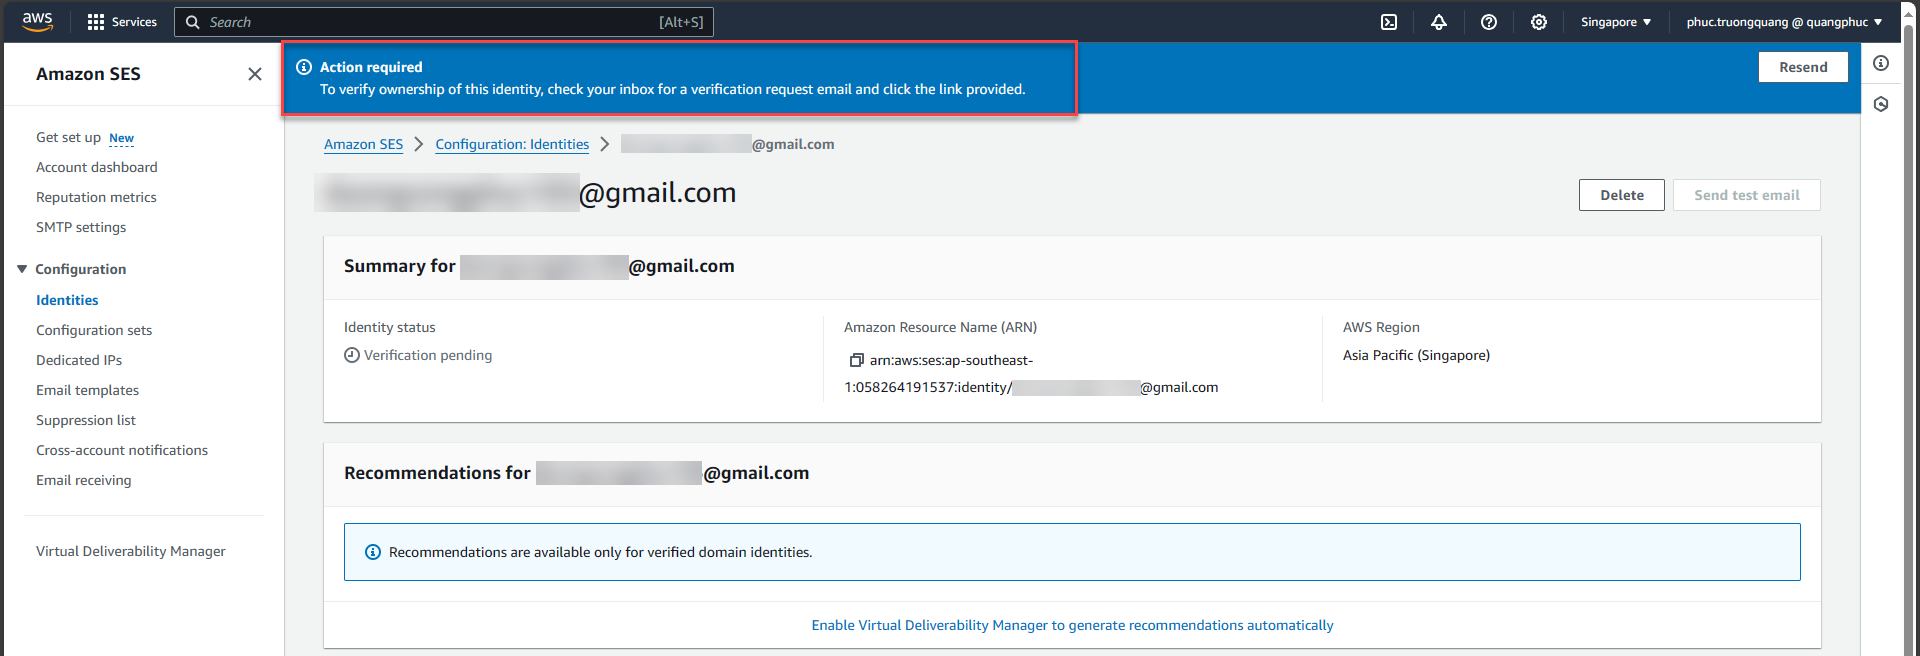 aws
Services
Search
[Alt+S]
Singapore
phuc.truongquang @ quangphuc
Amazon SES
Get set up New
Account dashboard
Reputation metrics
SMTP settings
Configuration
Identities
Configuration sets
Dedicated IPs
Email templates
Suppression list
Cross-account notifications
Email receiving
Virtual Deliverability Manager
Action required
To verify ownership of this identity, check your inbox for a verification request email and click the link provided.
Resend
Amazon SES > Configuration: Identities > @gmail.com
@gmail.com
Delete
Send test email
Summary for @gmail.com
Identity status
Verification pending
Amazon Resource Name (ARN)
arn:aws:ses:ap-southeast-
1:058264191537:identity/ @gmail.com
AWS Region
Asia Pacific (Singapore)
Recommendations for @gmail.com
Recommendations are available only for verified domain identities.
Enable Virtual Deliverability Manager to generate recommendations automatically